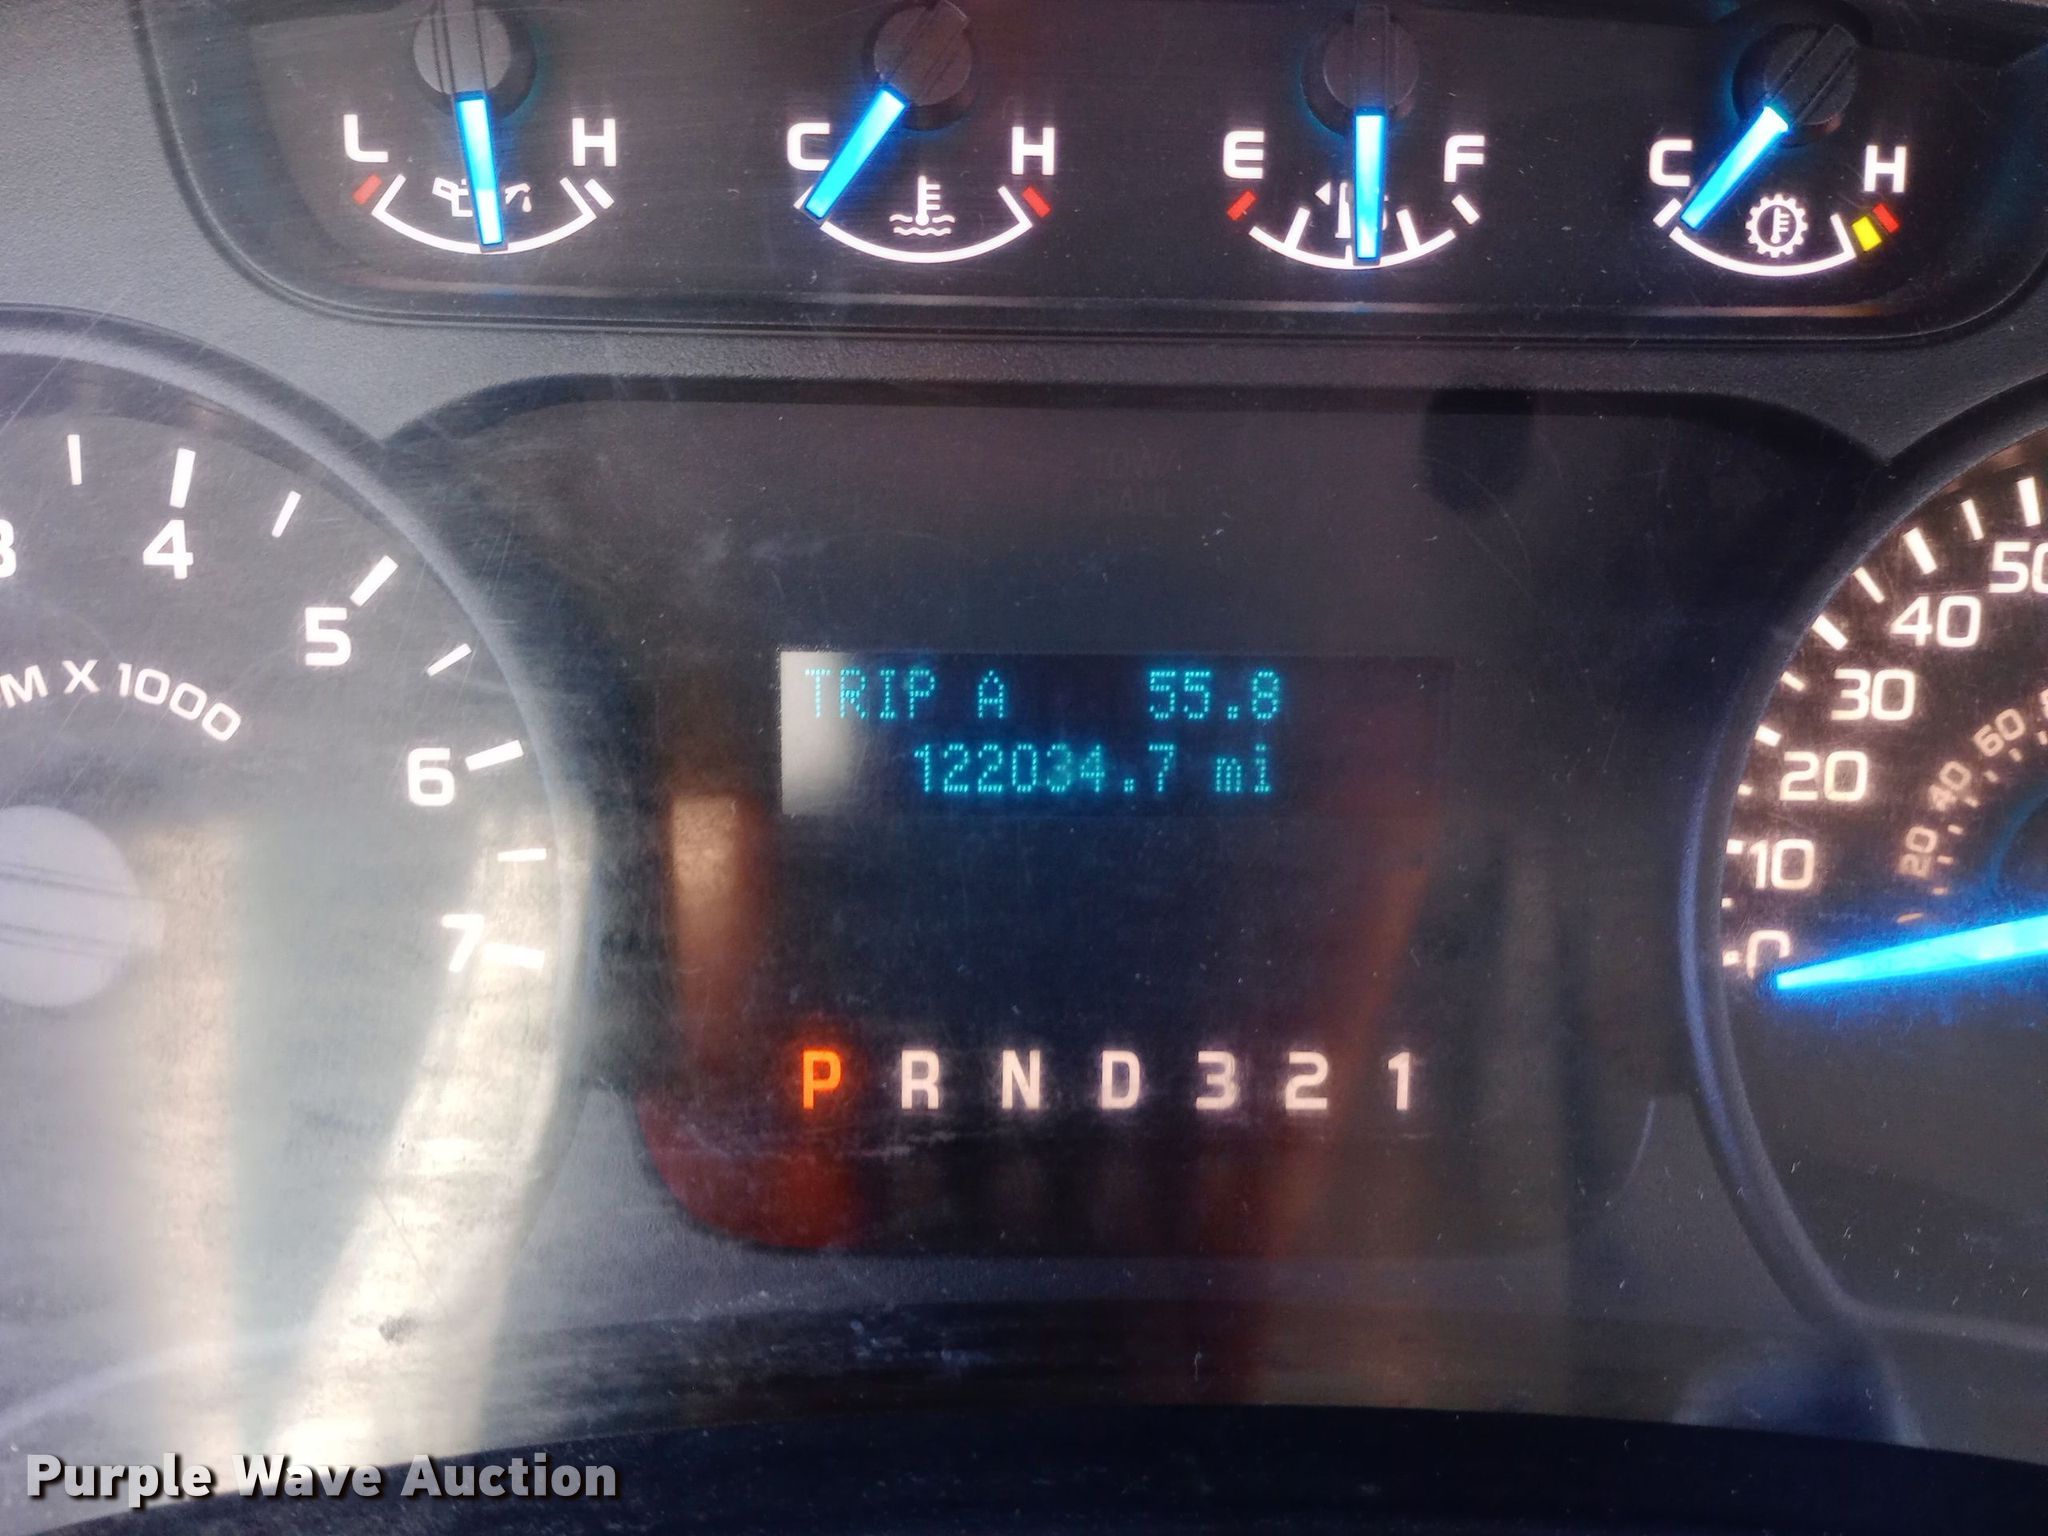 L H
C H
E F
C H
3 4 5 6 7
X 1000
TRIP A 55.8
122034.7 mi
P R N D 3 2 1
0 10 20 30 40 50
20 40 60
Purple Wave Auction